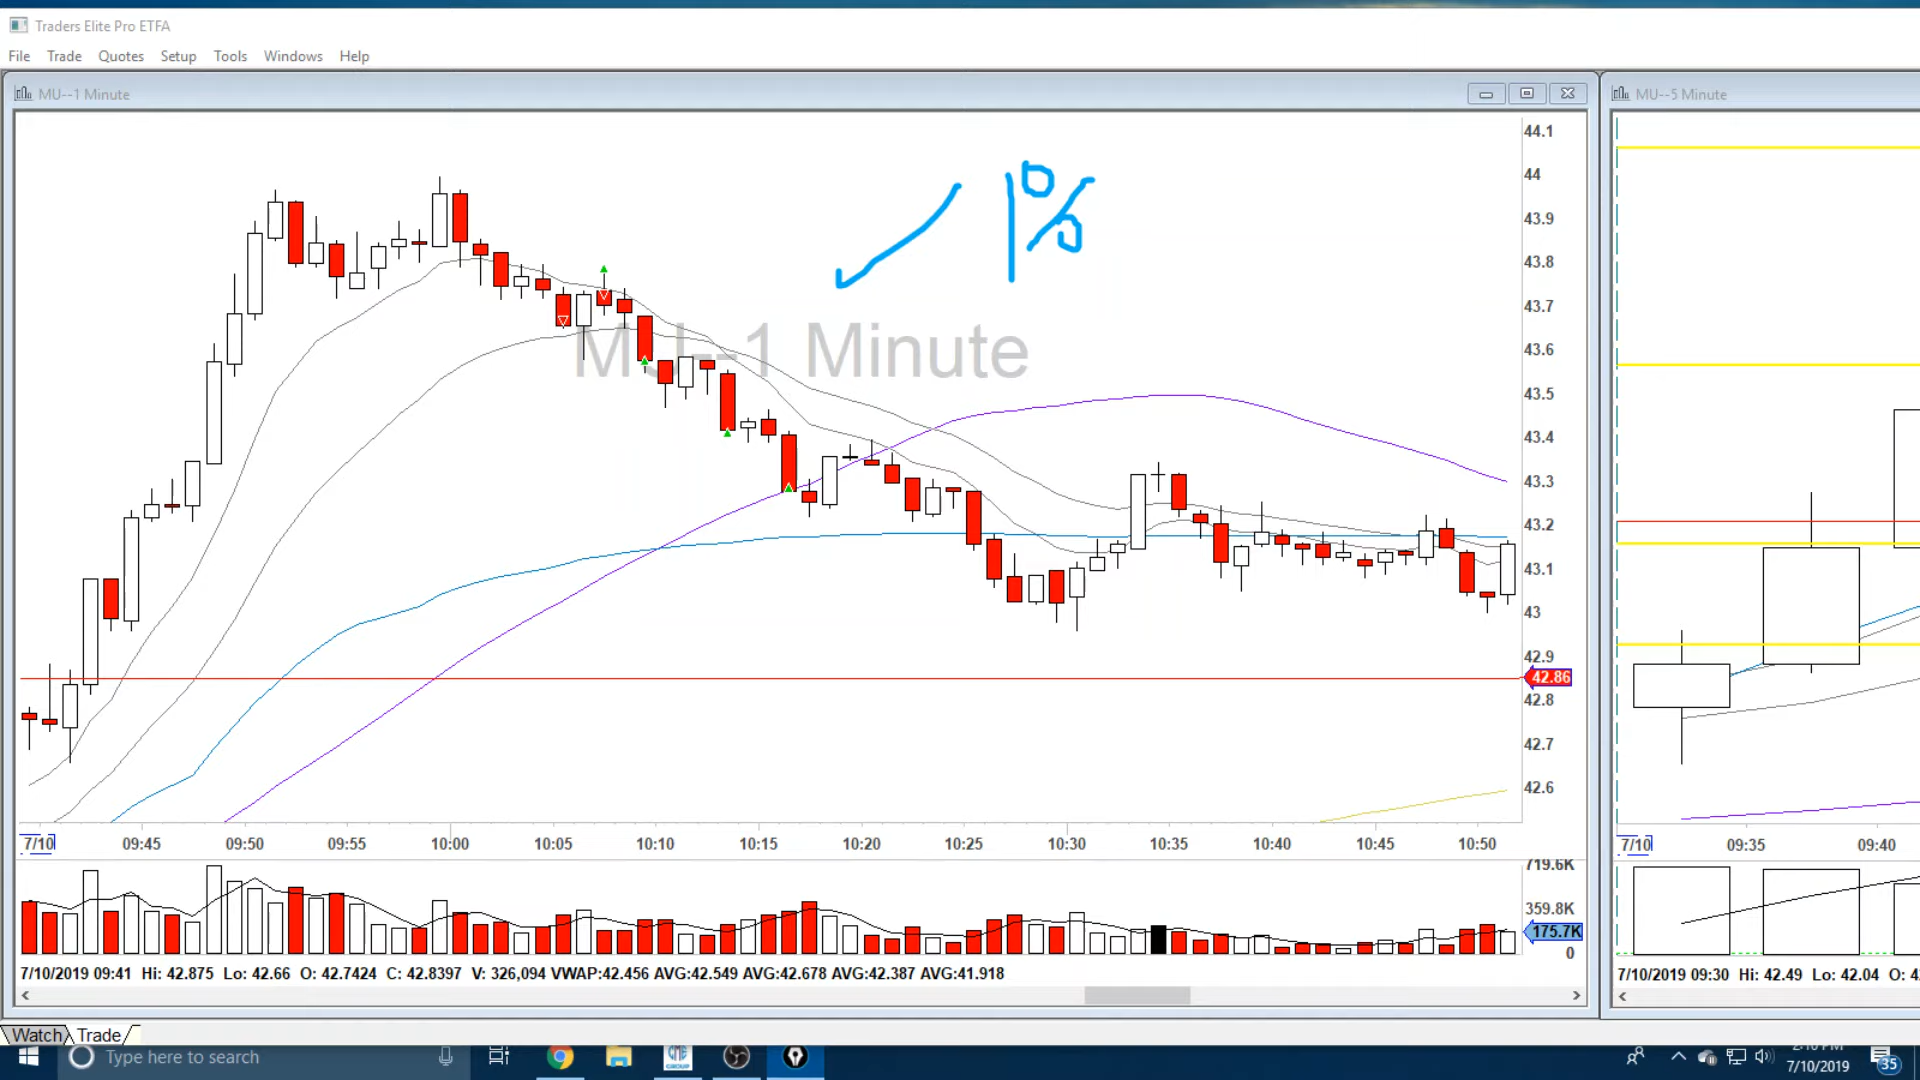 Traders Elite Pro ETFA
File Trade Quotes Setup Tools Windows Help
MU--1 Minute
MU--5 Minute
1%
MU--1 Minute
44.1
44
43.9
43.8
43.7
43.6
43.5
43.4
43.3
43.2
43.1
43
42.9
42.86
42.8
42.7
42.6
7/10 09:45 09:50 09:55 10:00 10:05 10:10 10:15 10:20 10:25 10:30 10:35 10:40 10:45 10:50
7/10 09:35 09:40
719.6K
359.8K
175.7K
0
7/10/2019 09:41 Hi: 42.875 Lo: 42.66 O: 42.7424 C: 42.8397 V: 326,094 VWAP:42.456 AVG:42.549 AVG:42.678 AVG:42.387 AVG:41.918
7/10/2019 09:30 Hi: 42.49 Lo: 42.04 O: 4
Watch Trade
Type here to search
CME GROUP
7/10/2019
35